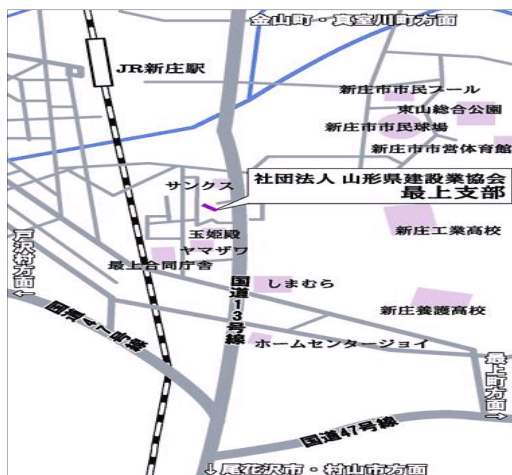 金山町・真室川町方面
JR新庄駅
新庄市市民プール
東山総合公園
新庄市市民球場
新庄市市営体育館
サンクス
社団法人 山形県建設業協会
最上支部
玉姫殿
ヤマザワ
最上合同庁舎
新庄工業高校
戸沢村方面
←
国道13号線
しまむら
新庄養護高校
国道47号線
ホームセンタージョイ
最上町方面
→
国道47号線
↓尾花沢市・村山市方面